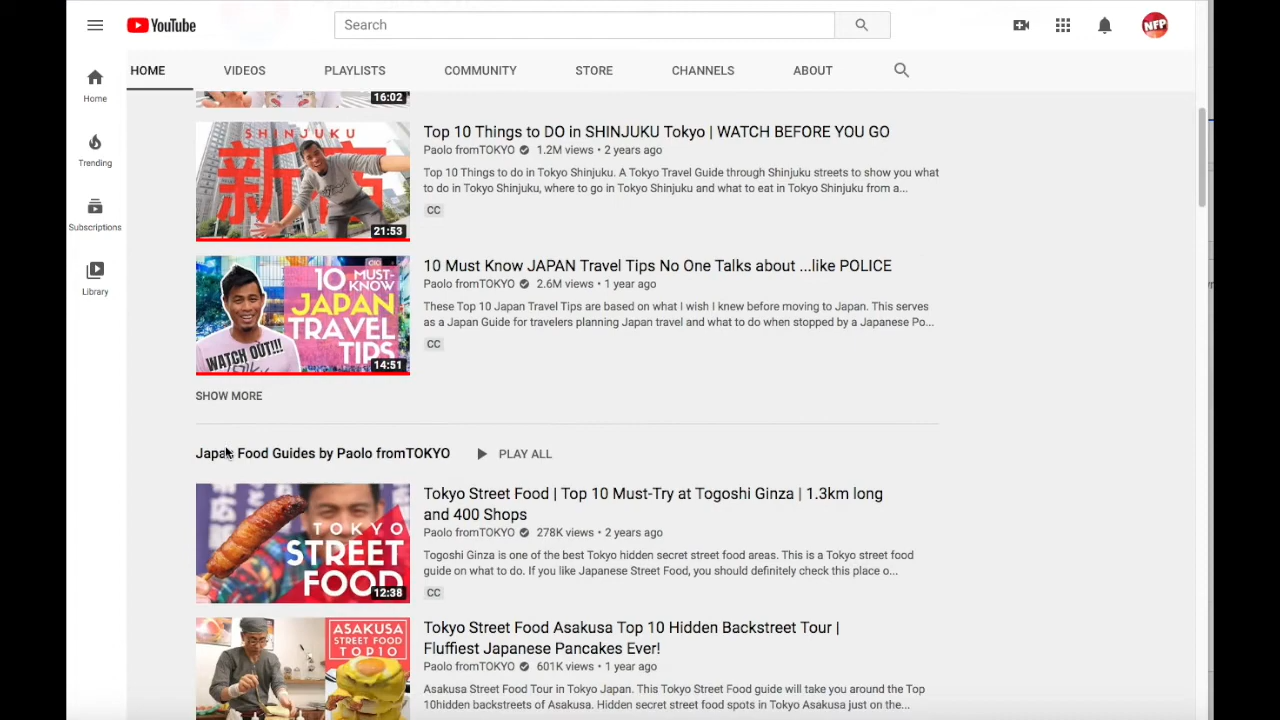 YouTube
Search
NFP
HOME
VIDEOS
PLAYLISTS
COMMUNITY
STORE
CHANNELS
ABOUT
Home
Trending
Subscriptions
Library
16:02
SHINJUKU
新宿
21:53
Top 10 Things to DO in SHINJUKU Tokyo | WATCH BEFORE YOU GO
Paolo fromTOKYO 1.2M views • 2 years ago
Top 10 Things to do in Tokyo Shinjuku. A Tokyo Travel Guide through Shinjuku streets to show you what
to do in Tokyo Shinjuku, where to go in Tokyo Shinjuku and what to eat in Tokyo Shinjuku from a...
CC
10 MUST-
KNOW
JAPAN
TRAVEL
TIPS
WATCH OUT!!!
14:51
10 Must Know JAPAN Travel Tips No One Talks about ...like POLICE
Paolo fromTOKYO 2.6M views • 1 year ago
These Top 10 Japan Travel Tips are based on what I wish I knew before moving to Japan. This serves
as a Japan Guide for travelers planning Japan travel and what to do when stopped by a Japanese Po...
CC
SHOW MORE
Japan Food Guides by Paolo fromTOKYO
PLAY ALL
TOKYO
STREET
FOOD
12:38
Tokyo Street Food | Top 10 Must-Try at Togoshi Ginza | 1.3km long
and 400 Shops
Paolo fromTOKYO 278K views • 2 years ago
Togoshi Ginza is one of the best Tokyo hidden secret street food areas. This is a Tokyo street food
guide on what to do. If you like Japanese Street Food, you should definitely check this place o...
CC
ASAKUSA
STREET FOOD
TOP10
Tokyo Street Food Asakusa Top 10 Hidden Backstreet Tour |
Fluffiest Japanese Pancakes Ever!
Paolo fromTOKYO 601K views • 1 year ago
Asakusa Street Food Tour in Tokyo Japan. This Tokyo Street Food guide will take you around the Top
10hidden backstreets of Asakusa. Hidden secret street food spots in Tokyo Asakusa just on the...